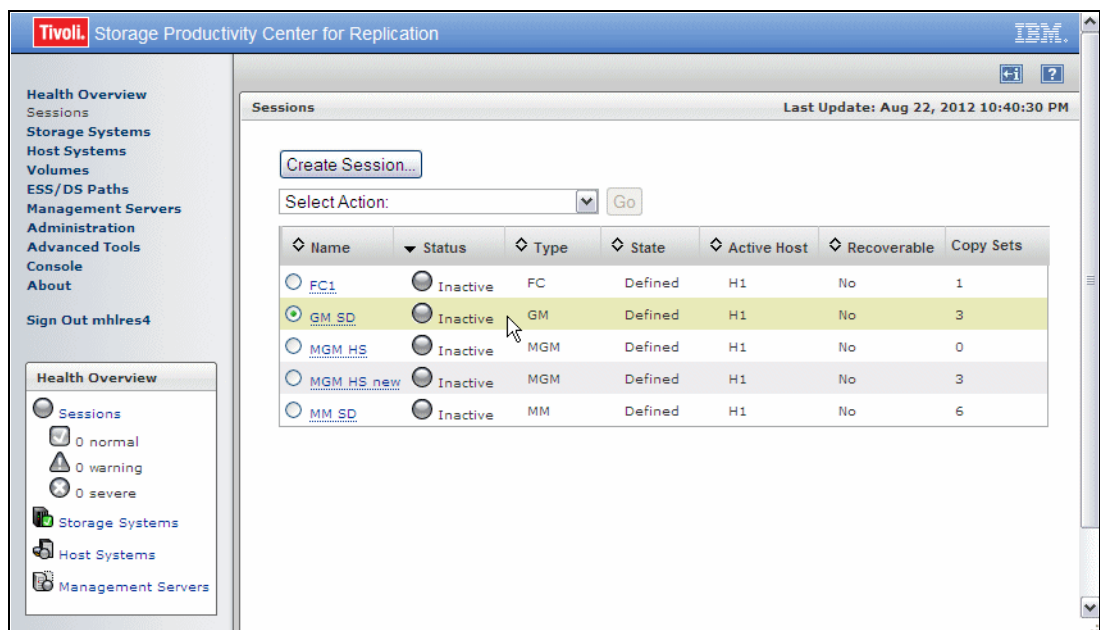 Tivoli. Storage Productivity Center for Replication
IBM.
Health Overview
Sessions
Storage Systems
Host Systems
Volumes
ESS/DS Paths
Management Servers
Administration
Advanced Tools
Console
About
Sign Out mhlres4
Health Overview
Sessions
0 normal
0 warning
0 severe
Storage Systems
Host Systems
Management Servers
?
Sessions Last Update: Aug 22, 2012 10:40:30 PM
Create Session...
Select Action: Go
Name Status Type State Active Host Recoverable Copy Sets
FC1 Inactive FC Defined H1 No 1
GM SD Inactive GM Defined H1 No 3
MGM HS Inactive MGM Defined H1 No 0
MGM HS new Inactive MGM Defined H1 No 3
MM SD Inactive MM Defined H1 No 6